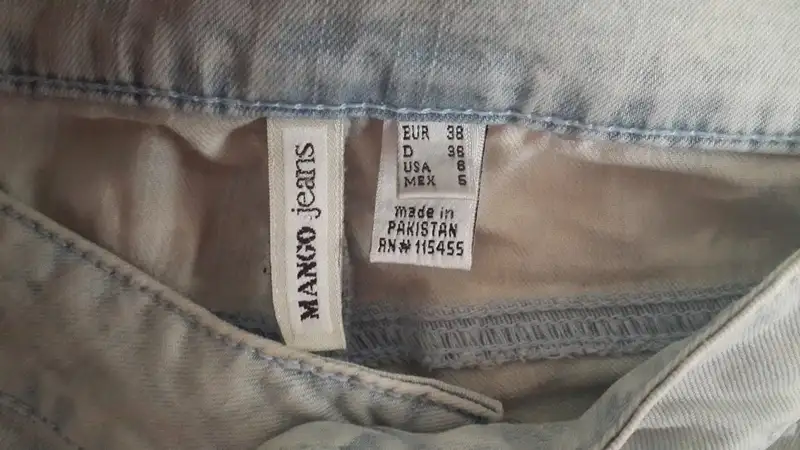 MANGO jeans
EUR 38
D 36
USA 6
MEX 5
made in
PAKISTAN
RN# 115455